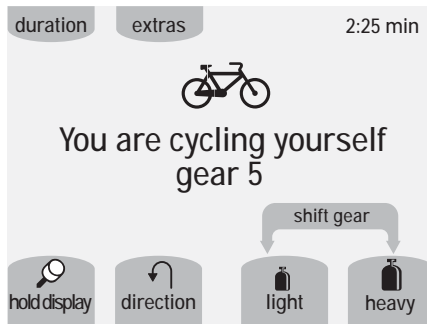 duration extras 2:25 min
You are cycling yourself
gear 5
shift gear
hold display direction light heavy